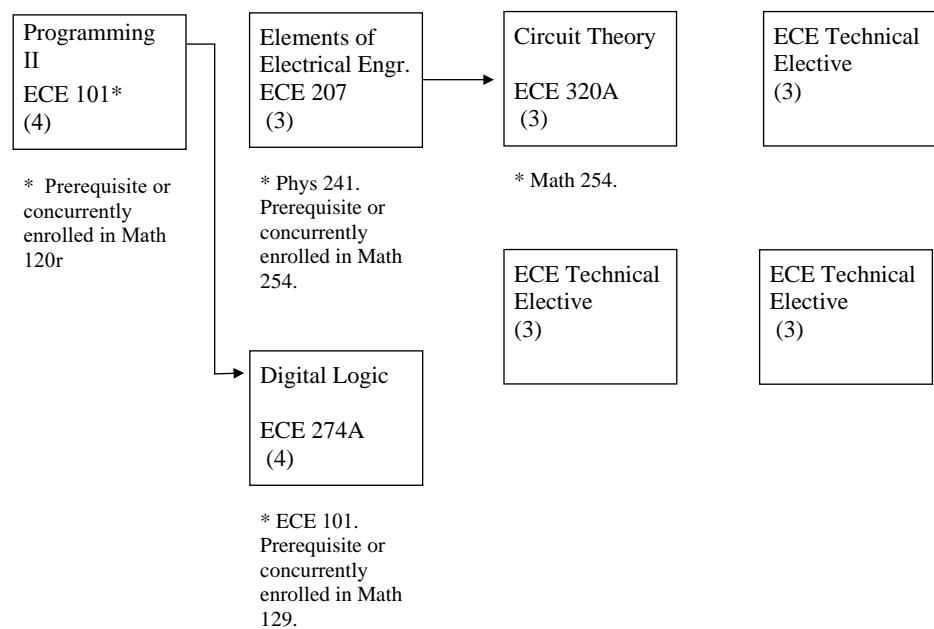 Programming
II
ECE 101*
(4)
* Prerequisite or
concurrently
enrolled in Math
120r
Elements of
Electrical Engr.
ECE 207
(3)
* Phys 241.
Prerequisite or
concurrently
enrolled in Math
254.
Circuit Theory
ECE 320A
(3)
* Math 254.
ECE Technical
Elective
(3)
ECE Technical
Elective
(3)
ECE Technical
Elective
(3)
Digital Logic
ECE 274A
(4)
* ECE 101.
Prerequisite or
concurrently
enrolled in Math
129.